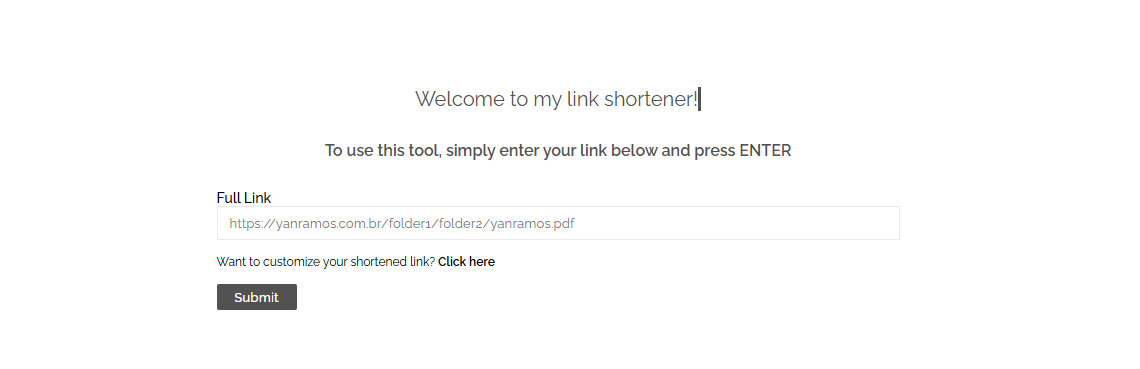 Welcome to my link shortener!
To use this tool, simply enter your link below and press ENTER
Full Link
https://yanramos.com.br/folder1/folder2/yanramos.pdf
Want to customize your shortened link? Click here
Submit